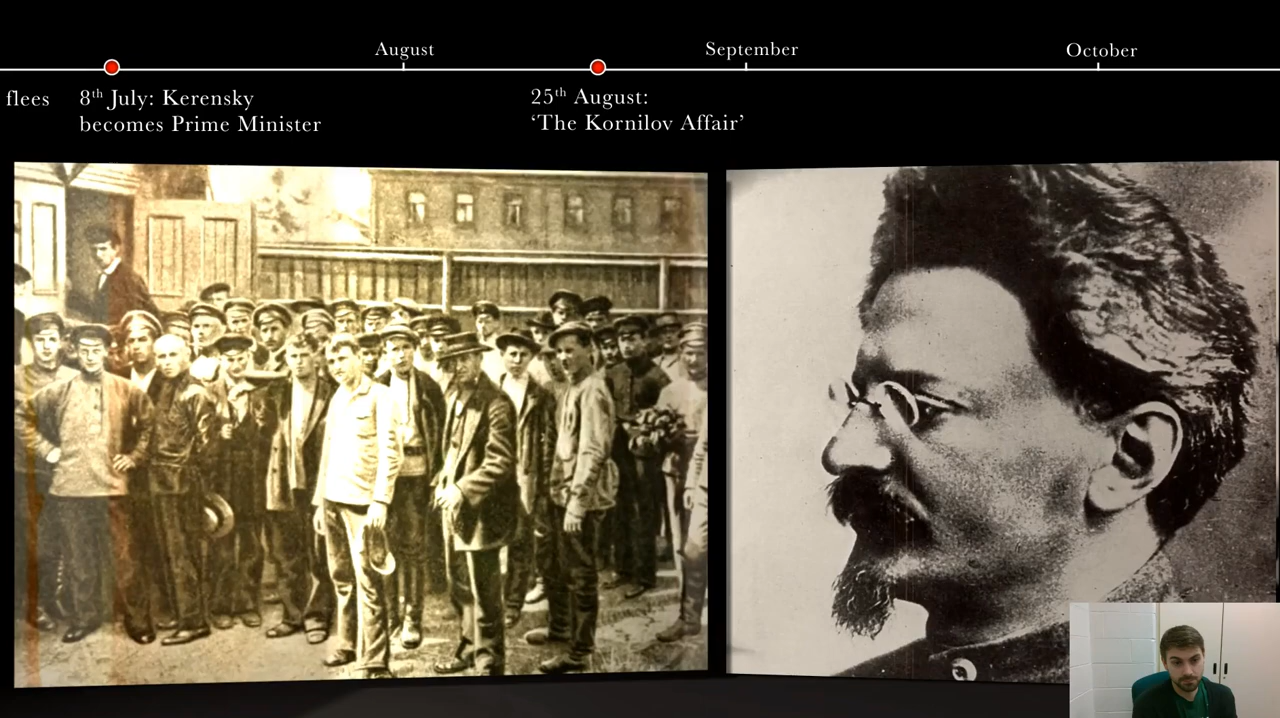 August
September
October
flees
8th July: Kerensky
becomes Prime Minister
25th August:
‘The Kornilov Affair’